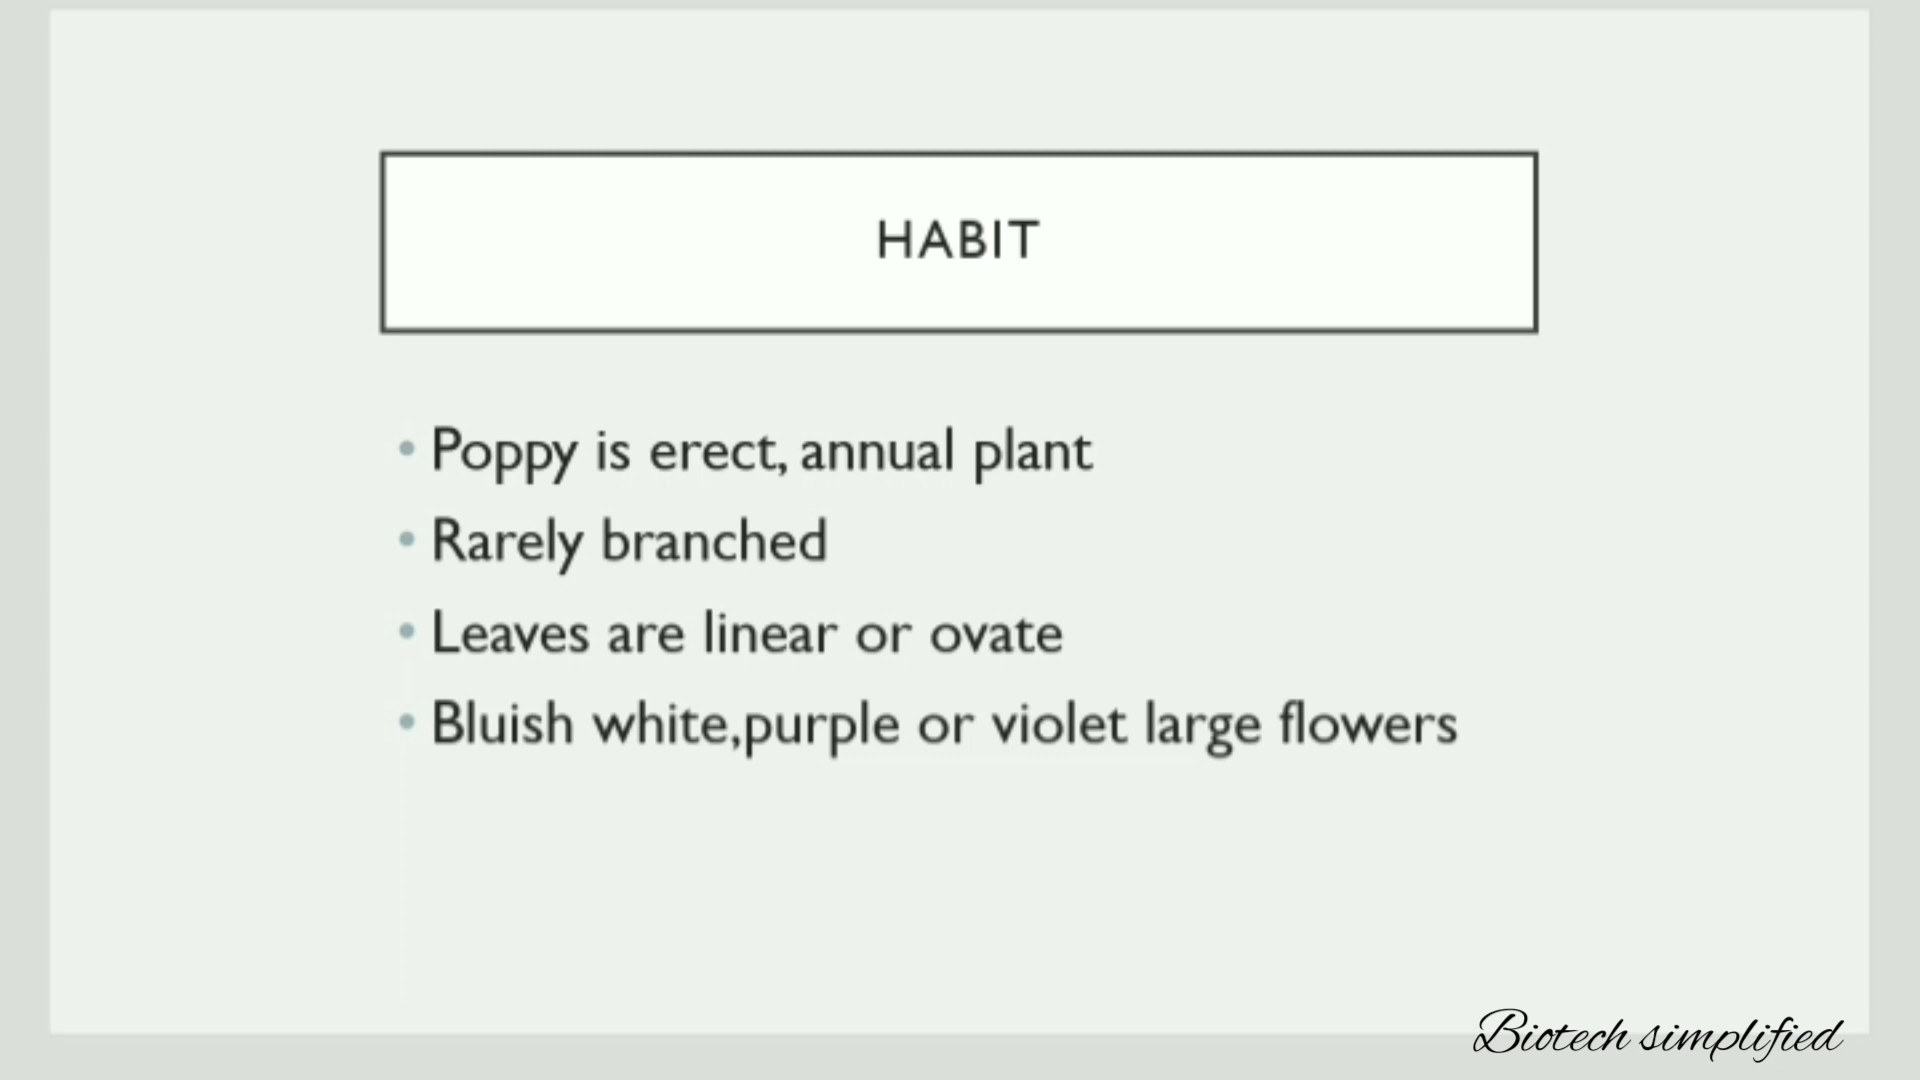 HABIT
• Poppy is erect, annual plant
• Rarely branched
• Leaves are linear or ovate
• Bluish white,purple or violet large flowers
Biotech simplified